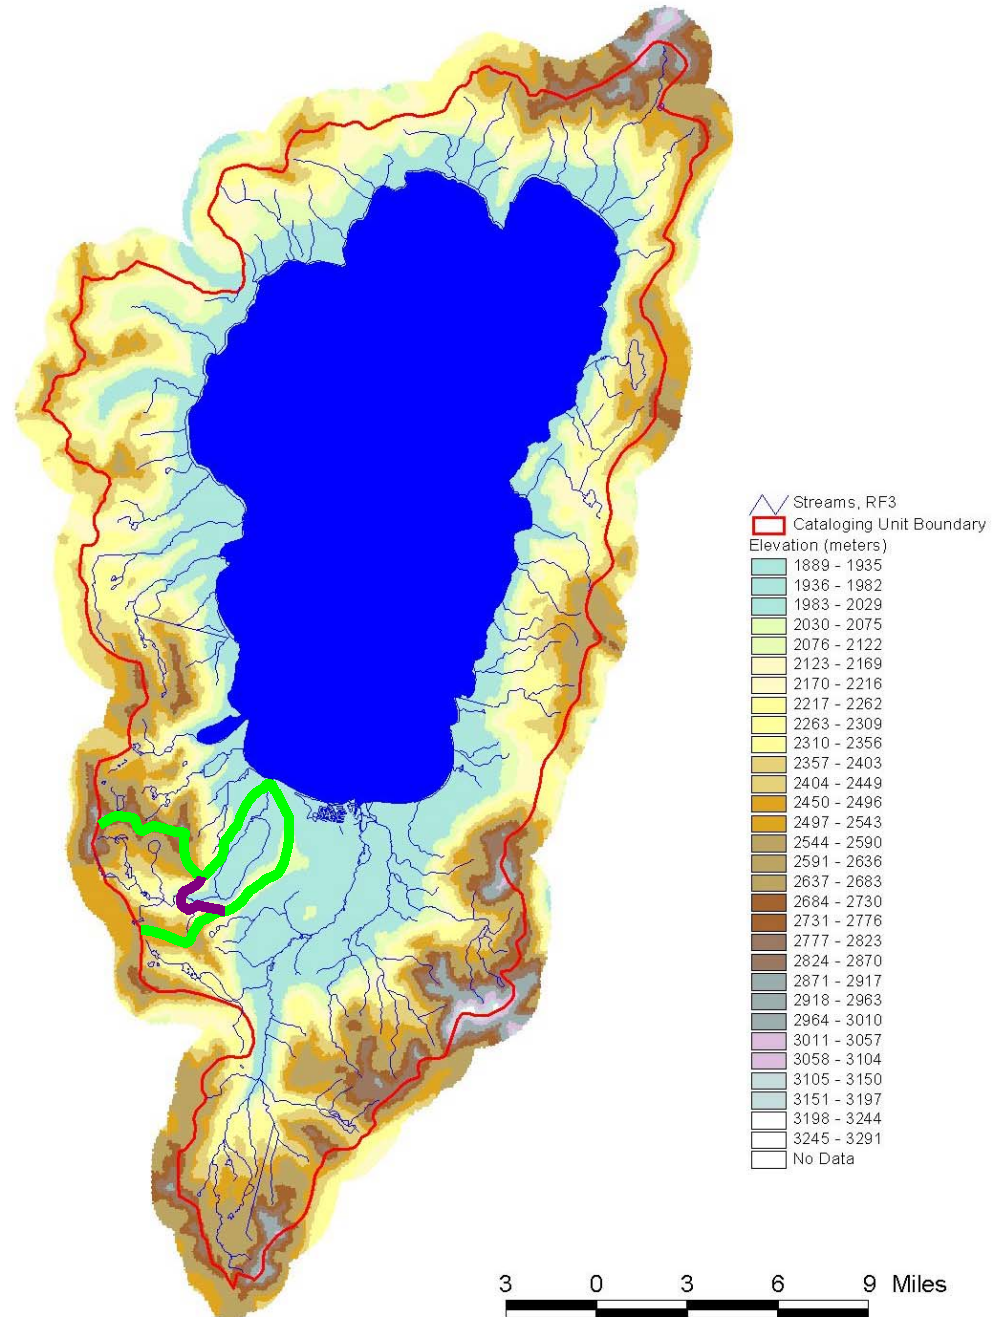 Streams, RF3
Cataloging Unit Boundary
Elevation (meters)
1889 - 1935
1936 - 1982
1983 - 2029
2030 - 2075
2076 - 2122
2123 - 2169
2170 - 2216
2217 - 2262
2263 - 2309
2310 - 2356
2357 - 2403
2404 - 2449
2450 - 2496
2497 - 2543
2544 - 2590
2591 - 2636
2637 - 2683
2684 - 2730
2731 - 2776
2777 - 2823
2824 - 2870
2871 - 2917
2918 - 2963
2964 - 3010
3011 - 3057
3058 - 3104
3105 - 3150
3151 - 3197
3198 - 3244
3245 - 3291
No Data
3 0 3 6 9 Miles